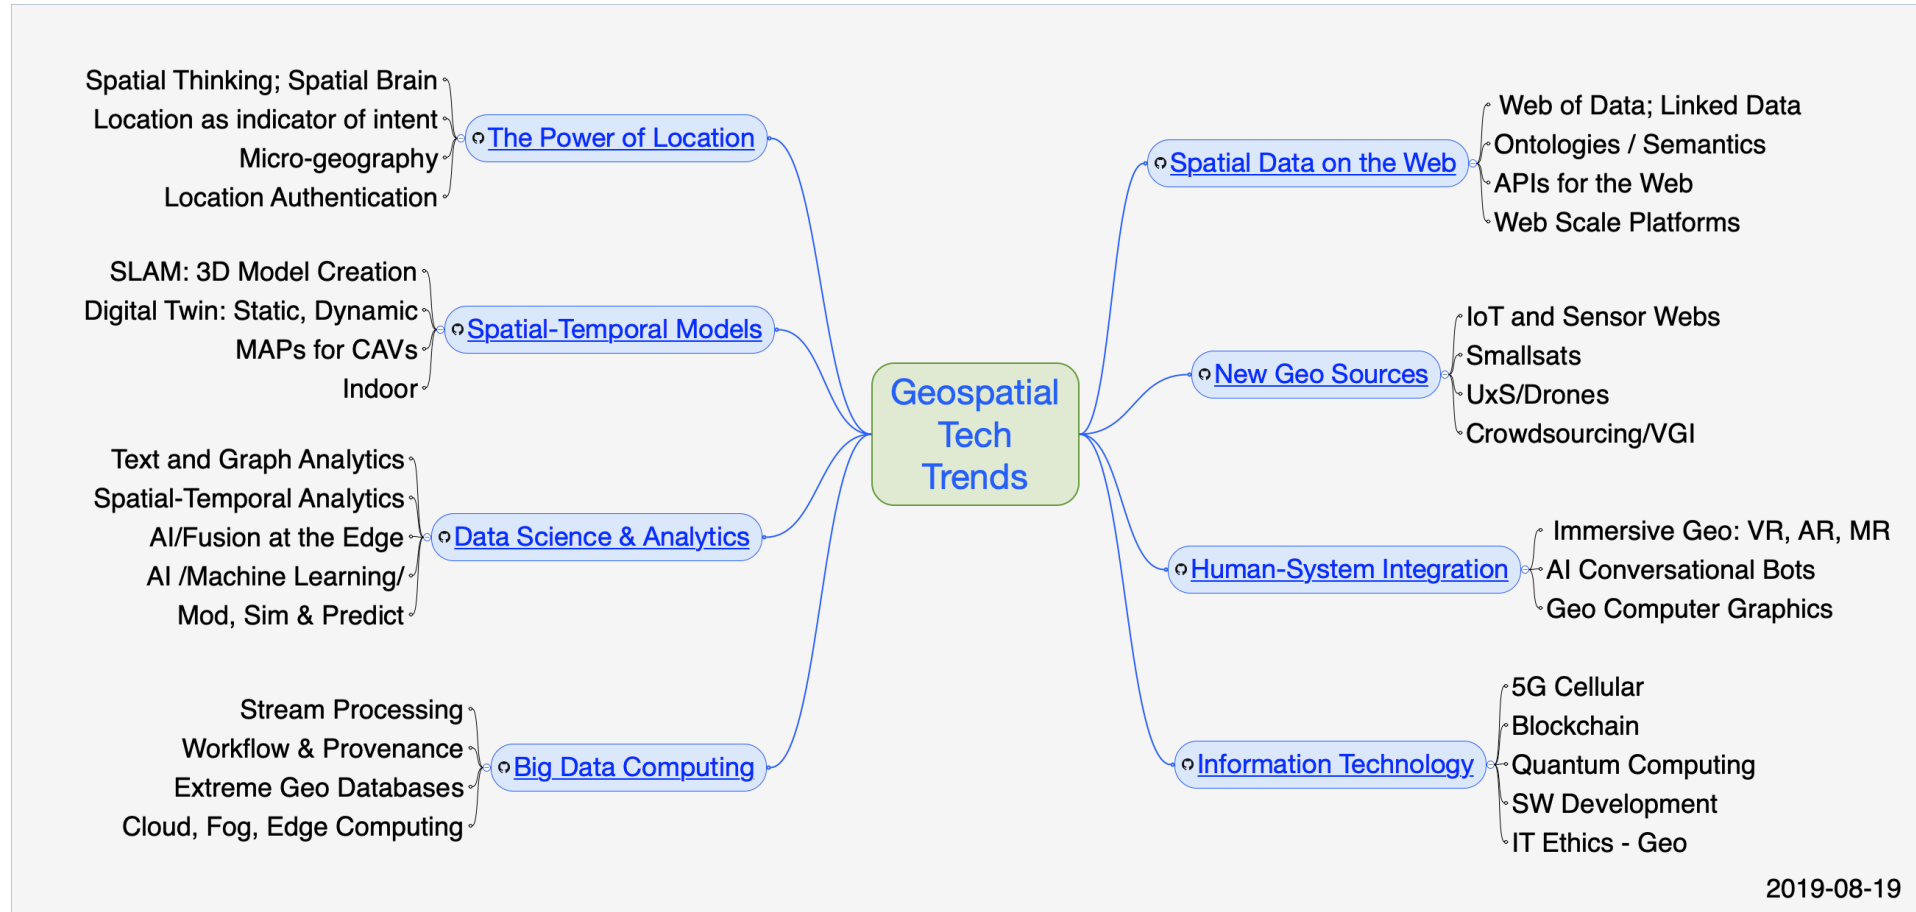 Spatial Thinking; Spatial Brain
Location as indicator of intent
Micro-geography
Location Authentication
The Power of Location
SLAM: 3D Model Creation
Digital Twin: Static, Dynamic
MAPs for CAVs
Indoor
Spatial-Temporal Models
Text and Graph Analytics
Spatial-Temporal Analytics
AI/Fusion at the Edge
AI /Machine Learning/
Mod, Sim & Predict
Data Science & Analytics
Stream Processing
Workflow & Provenance
Extreme Geo Databases
Cloud, Fog, Edge Computing
Big Data Computing
Geospatial
Tech
Trends
Spatial Data on the Web
Web of Data; Linked Data
Ontologies / Semantics
APIs for the Web
Web Scale Platforms
New Geo Sources
IoT and Sensor Webs
Smallsats
UxS/Drones
Crowdsourcing/VGI
Human-System Integration
Immersive Geo: VR, AR, MR
AI Conversational Bots
Geo Computer Graphics
Information Technology
5G Cellular
Blockchain
Quantum Computing
SW Development
IT Ethics - Geo
2019-08-19